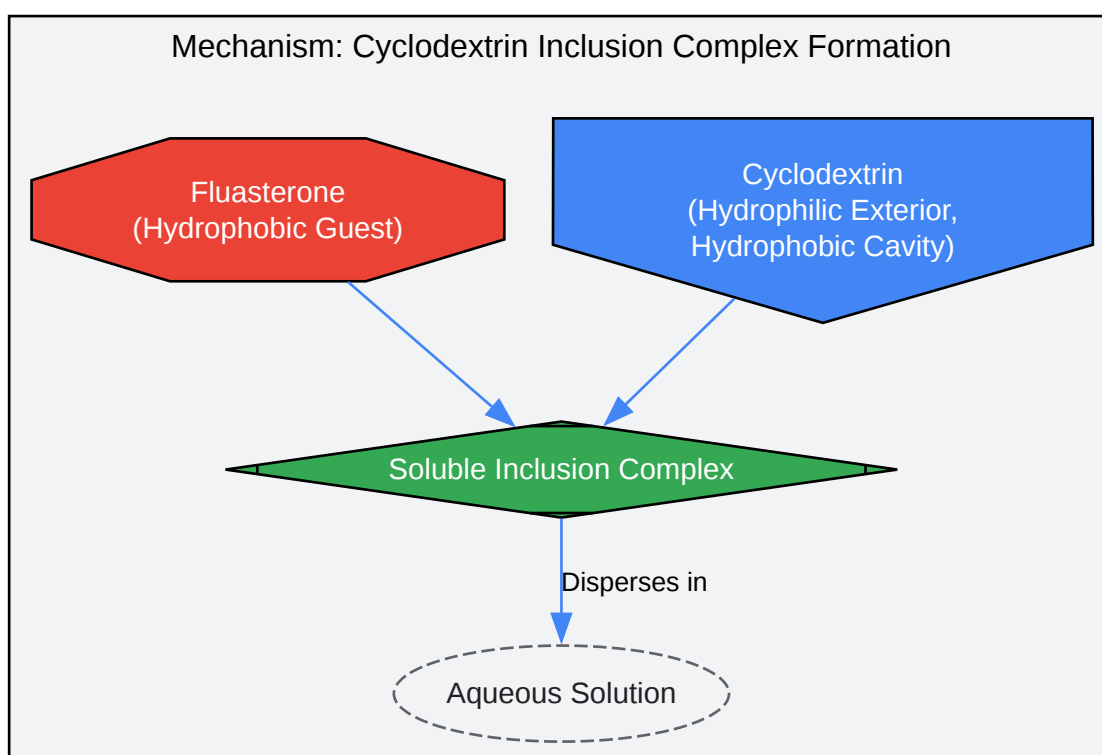 Mechanism: Cyclodextrin Inclusion Complex Formation
Fluasterone
(Hydrophobic Guest)
Cyclodextrin
(Hydrophilic Exterior,
Hydrophobic Cavity)
Soluble Inclusion Complex
Disperses in
Aqueous Solution